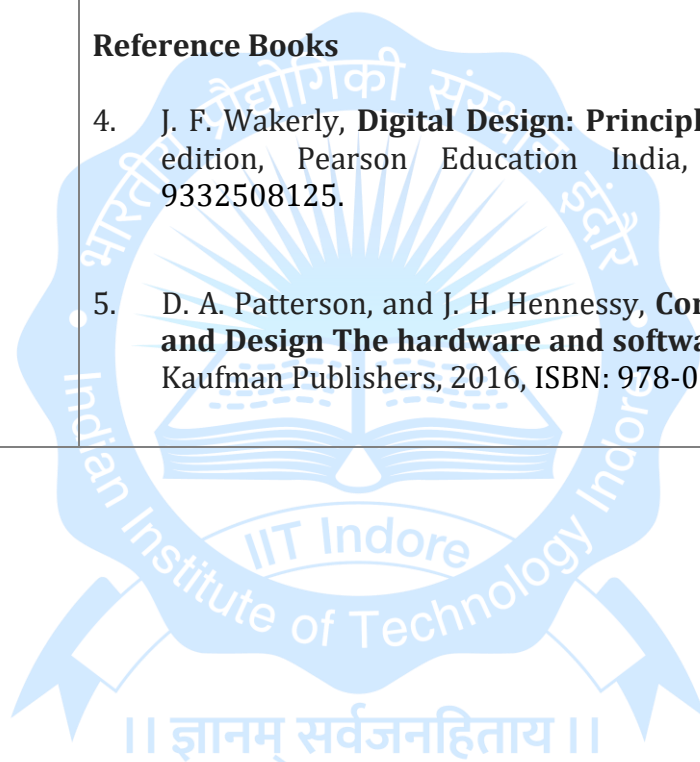 Reference Books
4. J. F. Wakerly, Digital Design: Principl
edition, Pearson Education India,
9332508125.
5. D. A. Patterson, and J. H. Hennessy, Cor
and Design The hardware and softwa
Kaufman Publishers, 2016, ISBN: 978-0
भारतीय प्रौद्योगिकी संस्थान इंदौर
Indian Institute of Technology Indore
IIT Indore
।। ज्ञानम् सर्वजनहिताय ।।